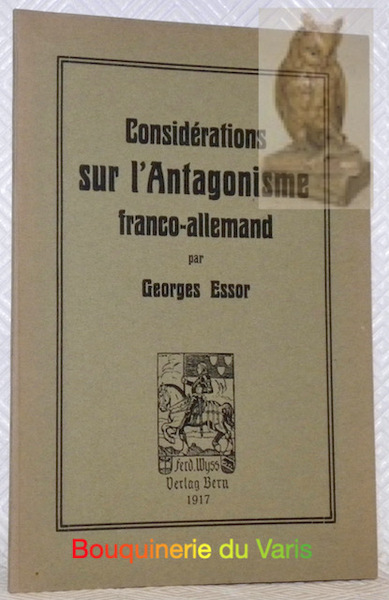 Considérations
sur l'Antagonisme
franco-allemand
par
Georges Essor
Ferd. Wyss
Verlag Bern
1917
Bouquinerie du Varis